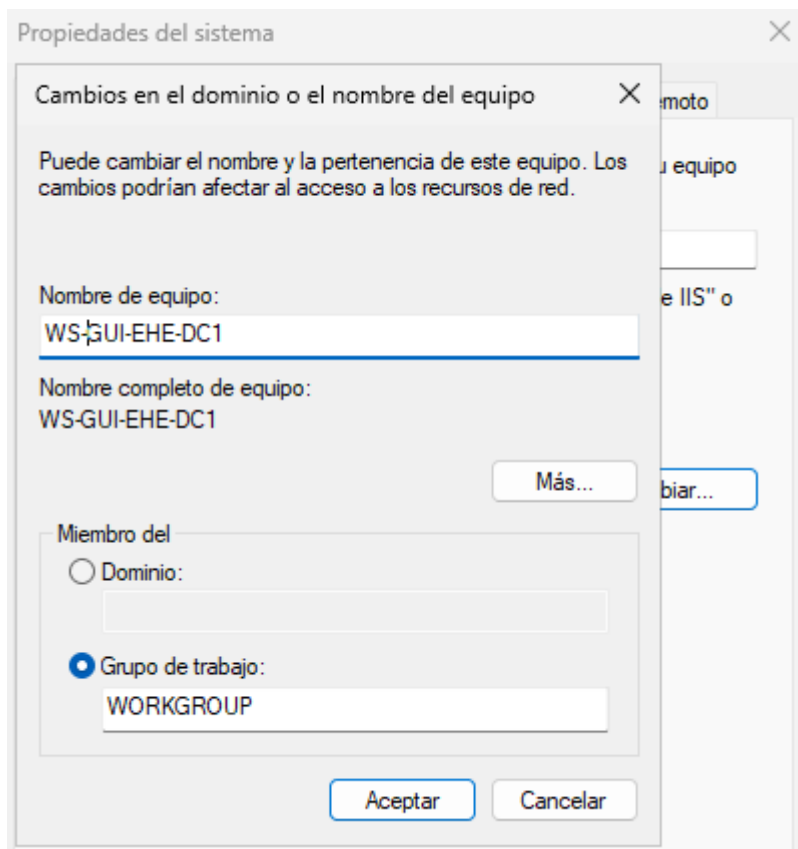 Propiedades del sistema
Cambios en el dominio o el nombre del equipo
emoto
Puede cambiar el nombre y la pertenencia de este equipo. Los
cambios podrían afectar al acceso a los recursos de red.
u equipo
Nombre de equipo:
e IIS" o
WS-GUI-EHE-DC1
Nombre completo de equipo:
WS-GUI-EHE-DC1
Más...
biar...
Miembro del
Dominio:
Grupo de trabajo:
WORKGROUP
Aceptar
Cancelar